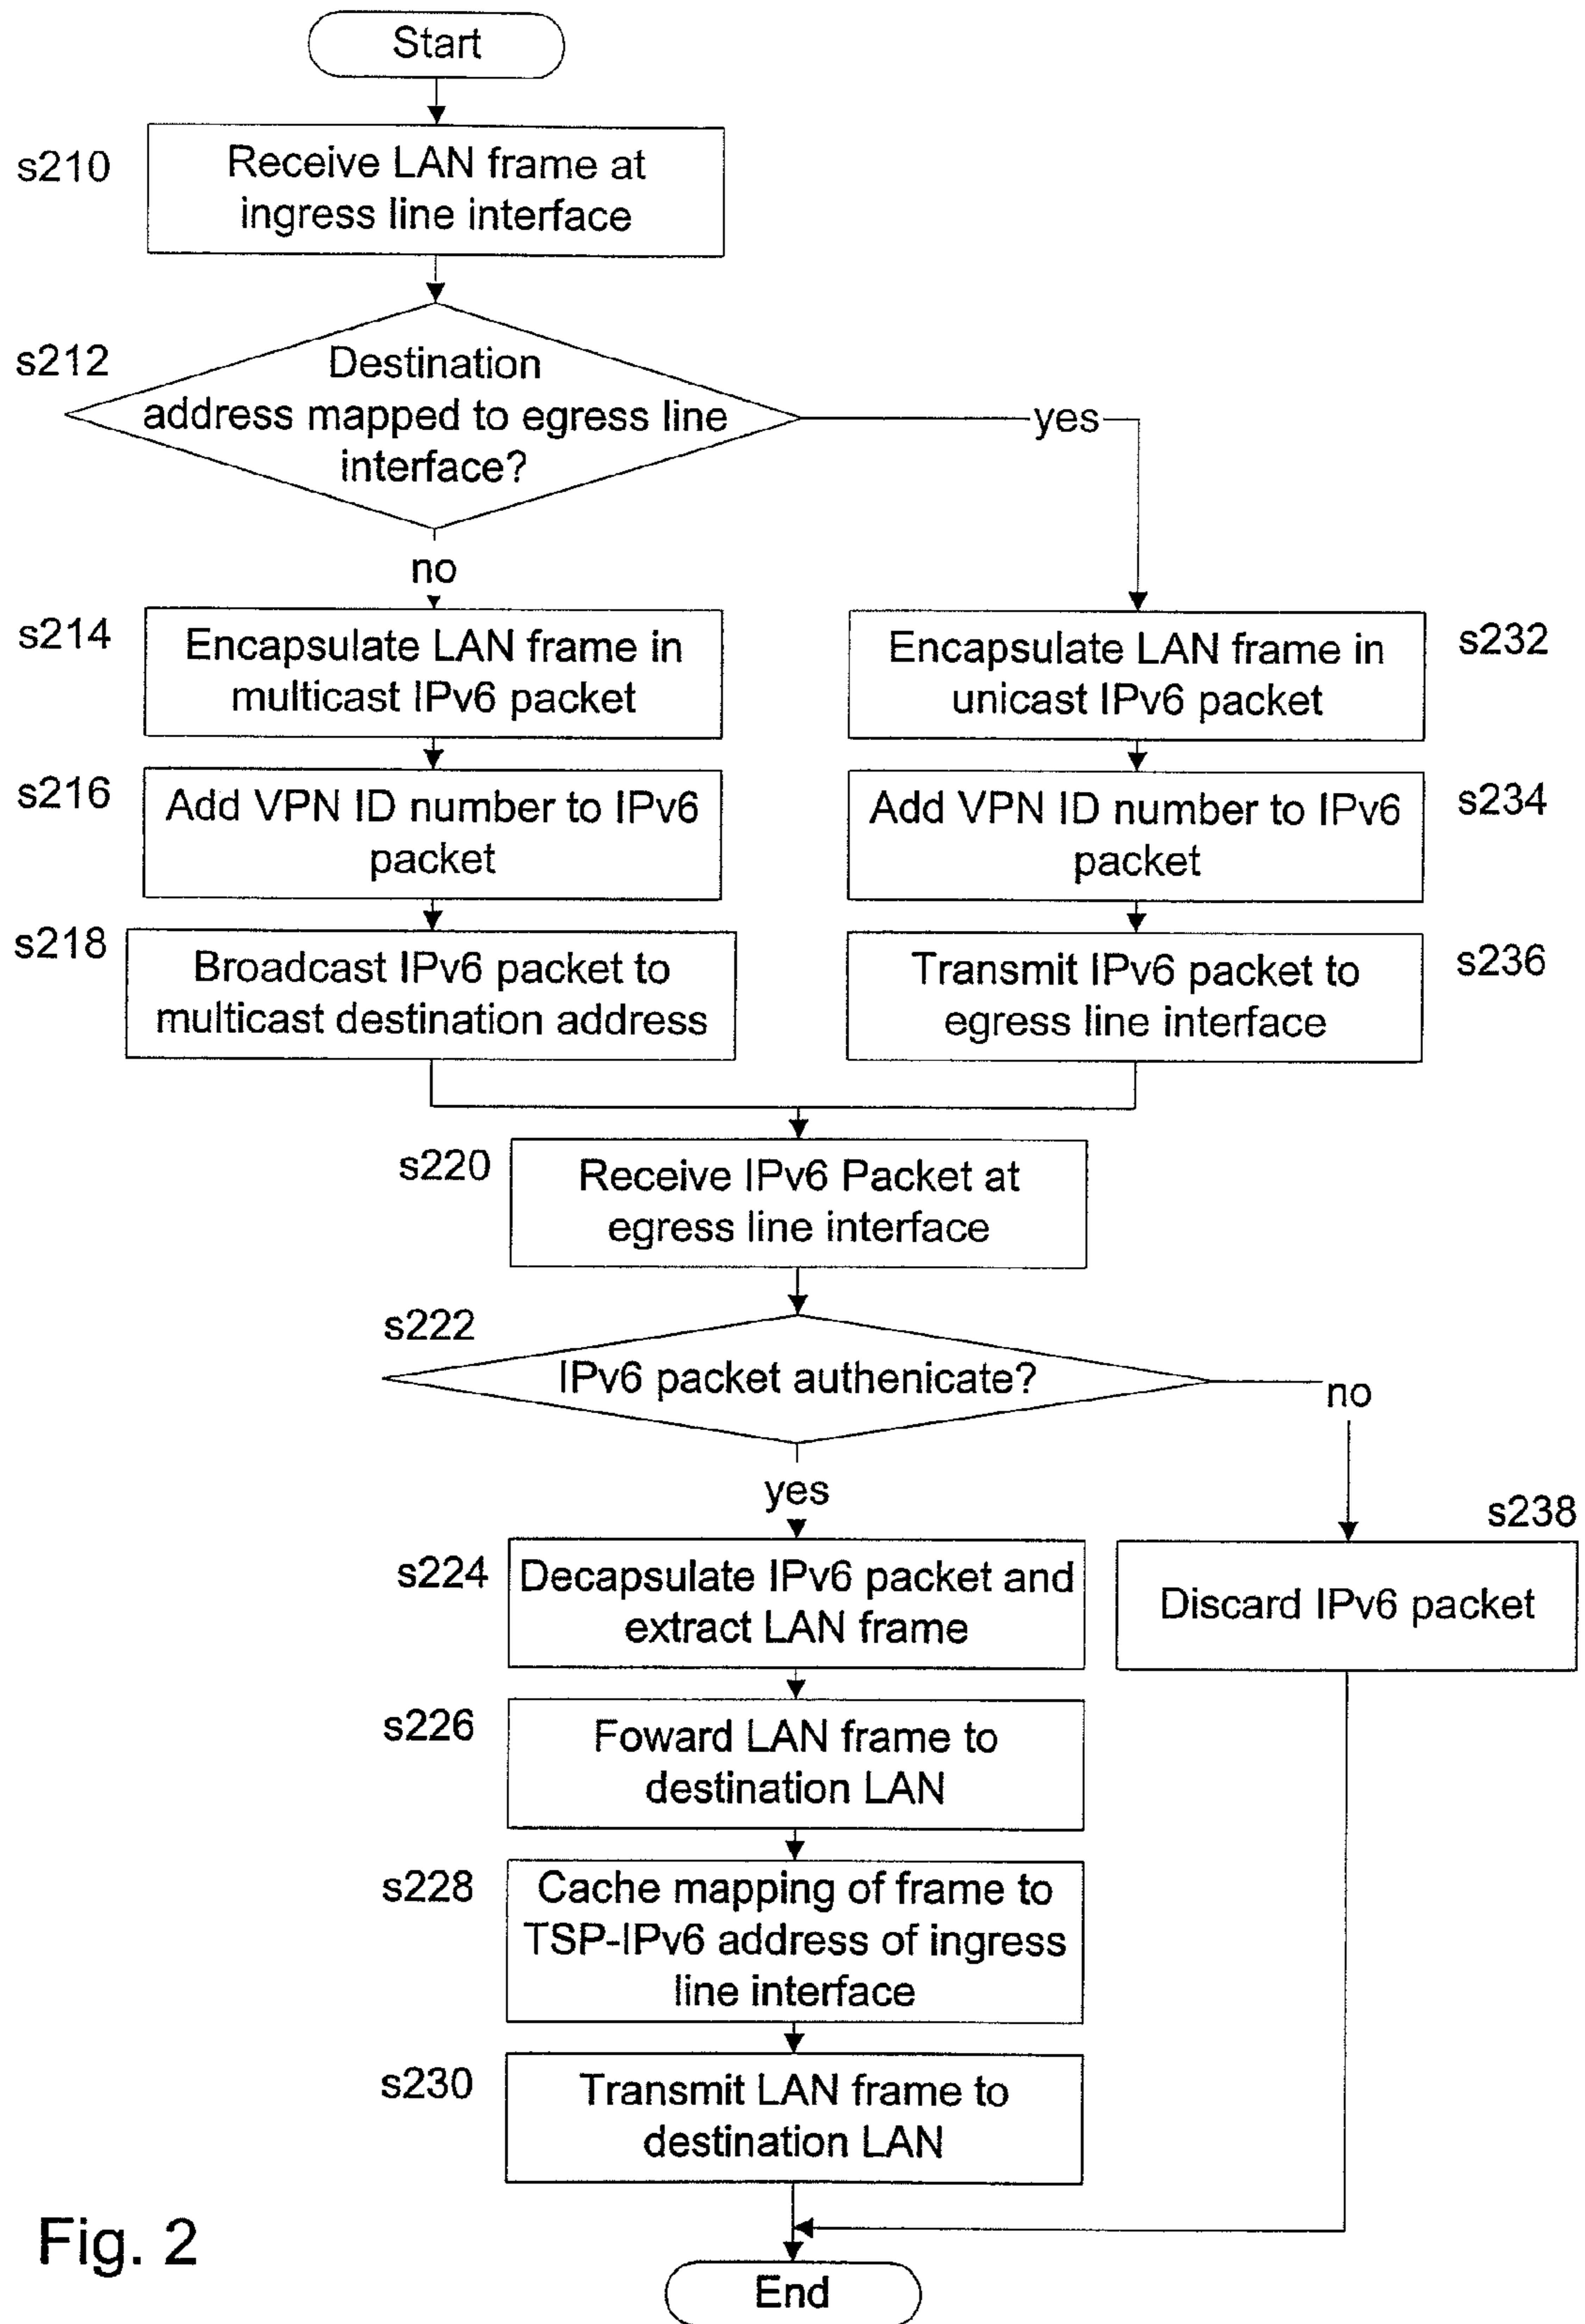 Start
s210
Receive LAN frame at
ingress line interface
s212
Destination
address mapped to egress line
interface?
yes
no
s214
Encapsulate LAN frame in
multicast IPv6 packet
s232
Encapsulate LAN frame in
unicast IPv6 packet
s216
Add VPN ID number to IPv6
packet
s234
Add VPN ID number to IPv6
packet
s218
Broadcast IPv6 packet to
multicast destination address
s236
Transmit IPv6 packet to
egress line interface
s220
Receive IPv6 Packet at
egress line interface
s222
IPv6 packet authenicate?
no
yes
s238
s224
Decapsulate IPv6 packet and
extract LAN frame
Discard IPv6 packet
s226
Foward LAN frame to
destination LAN
s228
Cache mapping of frame to
TSP-IPv6 address of ingress
line interface
s230
Transmit LAN frame to
destination LAN
Fig. 2
End